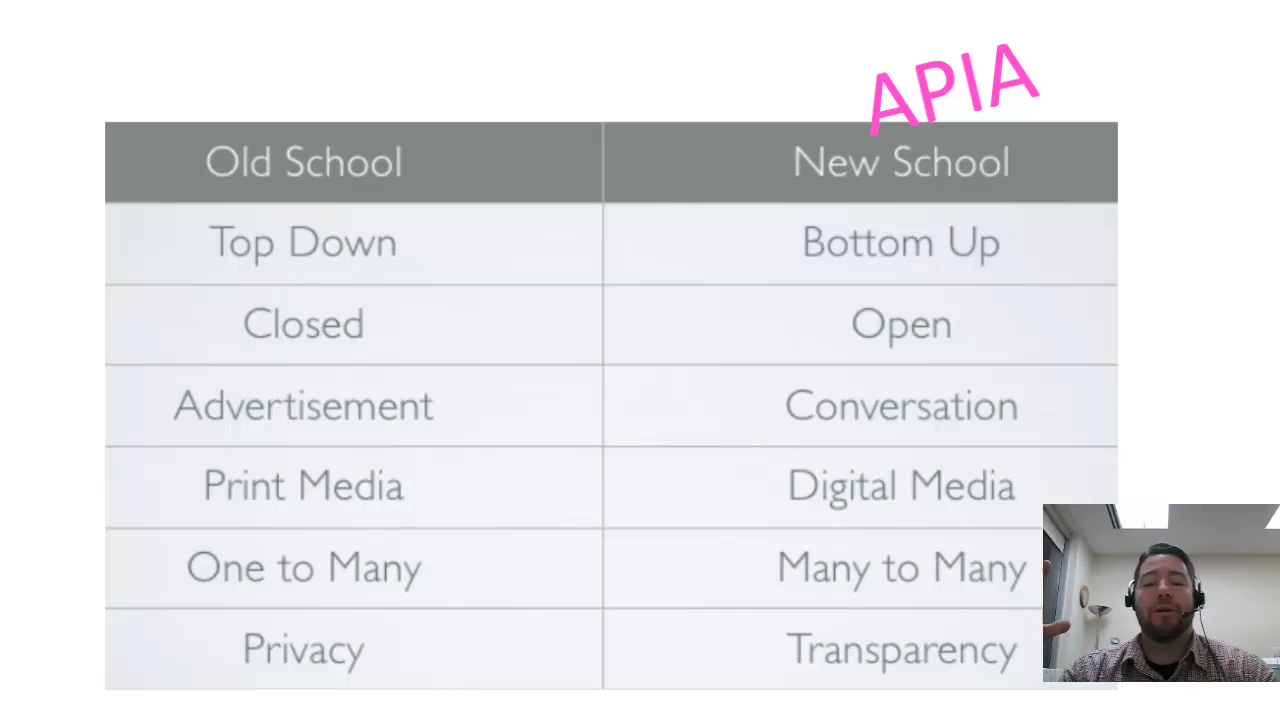 APIA
Old School New School
Top Down Bottom Up
Closed Open
Advertisement Conversation
Print Media Digital Media
One to Many Many to Many
Privacy Transparency